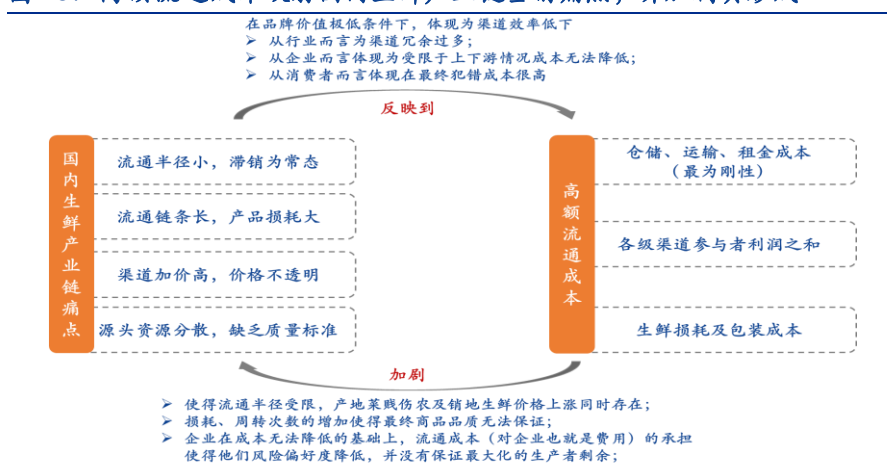 在品牌价值极低条件下，体现为渠道效率低下
➢ 从行业而言为渠道冗余过多；
➢ 从企业而言体现为受限于上下游情况成本无法降低；
➢ 从消费者而言体现在最终犯错成本很高
反映到
国内生鲜产业链痛点
流通半径小，滞销为常态
流通链条长，产品损耗大
渠道加价高，价格不透明
源头资源分散，缺乏质量标准
高额流通成本
仓储、运输、租金成本
（最为刚性）
各级渠道参与者利润之和
生鲜损耗及包装成本
加剧
➢ 使得流通半径受限，产地菜贱伤农及销地生鲜价格上涨同时存在；
➢ 损耗、周转次数的增加使得最终商品品质无法保证；
➢ 企业在成本无法降低的基础上，流通成本（对企业也就是费用）的承担
使得他们风险偏好度降低，并没有保证最大化的生产者剩余；